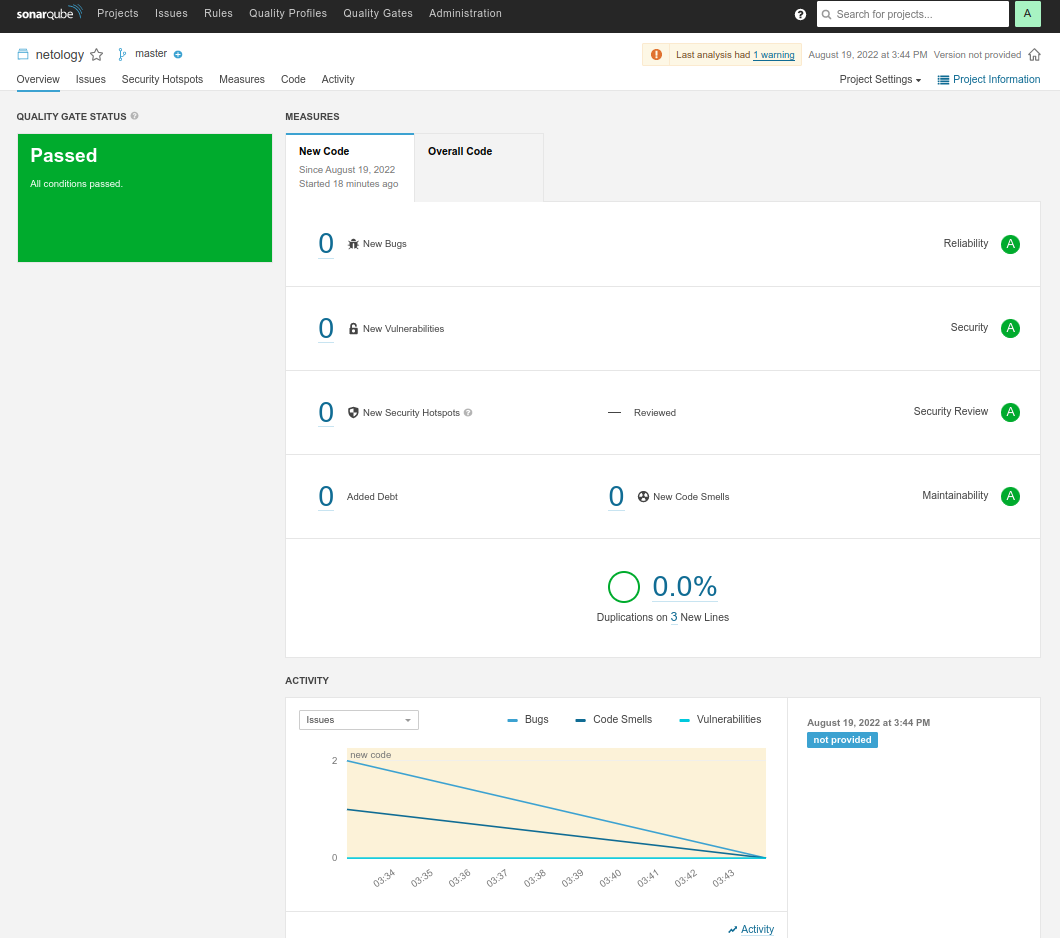 sonarqube Projects Issues Rules Quality Profiles Quality Gates Administration Search for projects... A
netology master Last analysis had 1 warning August 19, 2022 at 3:44 PM Version not provided
Overview Issues Security Hotspots Measures Code Activity Project Settings Project Information
QUALITY GATE STATUS
MEASURES
Passed
All conditions passed.
New Code
Since August 19, 2022
Started 18 minutes ago
Overall Code
0 New Bugs Reliability A
0 New Vulnerabilities Security A
0 New Security Hotspots — Reviewed Security Review A
0 Added Debt 0 New Code Smells Maintainability A
0.0%
Duplications on 3 New Lines
ACTIVITY
Issues Bugs Code Smells Vulnerabilities
August 19, 2022 at 3:44 PM
not provided
new code
2
0
03:34 03:35 03:36 03:37 03:38 03:39 03:40 03:41 03:42 03:43
Activity